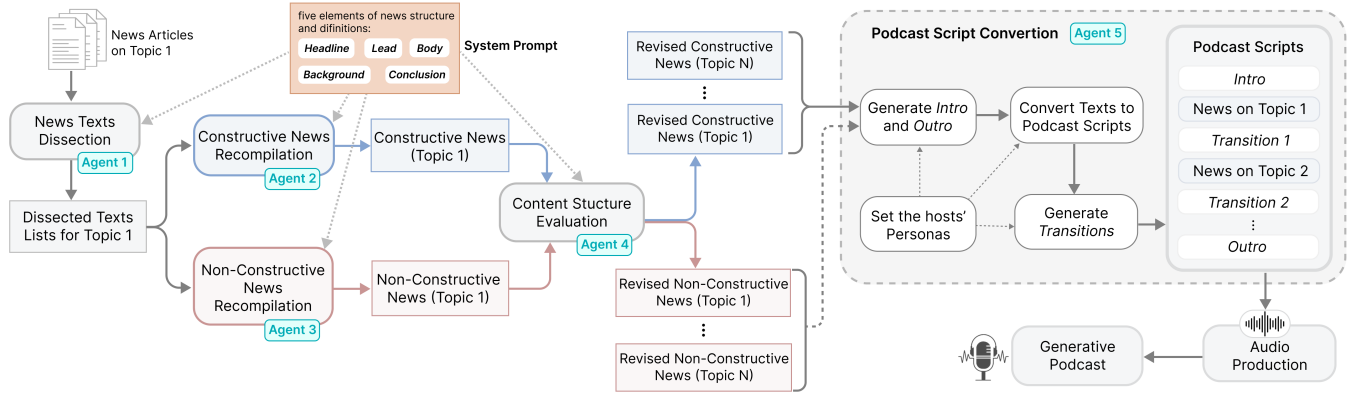 News Articles
on Topic 1
five elements of news structure
and difinitions:
Headline
Lead
Body
Background
Conclusion
System Prompt
News Texts
Dissection
Agent 1
Dissected Texts
Lists for Topic 1
Constructive News
Recompilation
Agent 2
Constructive News
(Topic 1)
Non-Constructive
News
Recompilation
Agent 3
Non-Constructive
News (Topic 1)
Content Stucture
Evaluation
Agent 4
Revised Constructive
News (Topic N)
Revised Constructive
News (Topic 1)
Revised Non-Constructive
News (Topic 1)
Revised Non-Constructive
News (Topic N)
Podcast Script Convertion
Agent 5
Generate Intro
and Outro
Convert Texts to
Podcast Scripts
Set the hosts’
Personas
Generate
Transitions
Podcast Scripts
Intro
News on Topic 1
Transition 1
News on Topic 2
Transition 2
Outro
Audio
Production
Generative
Podcast